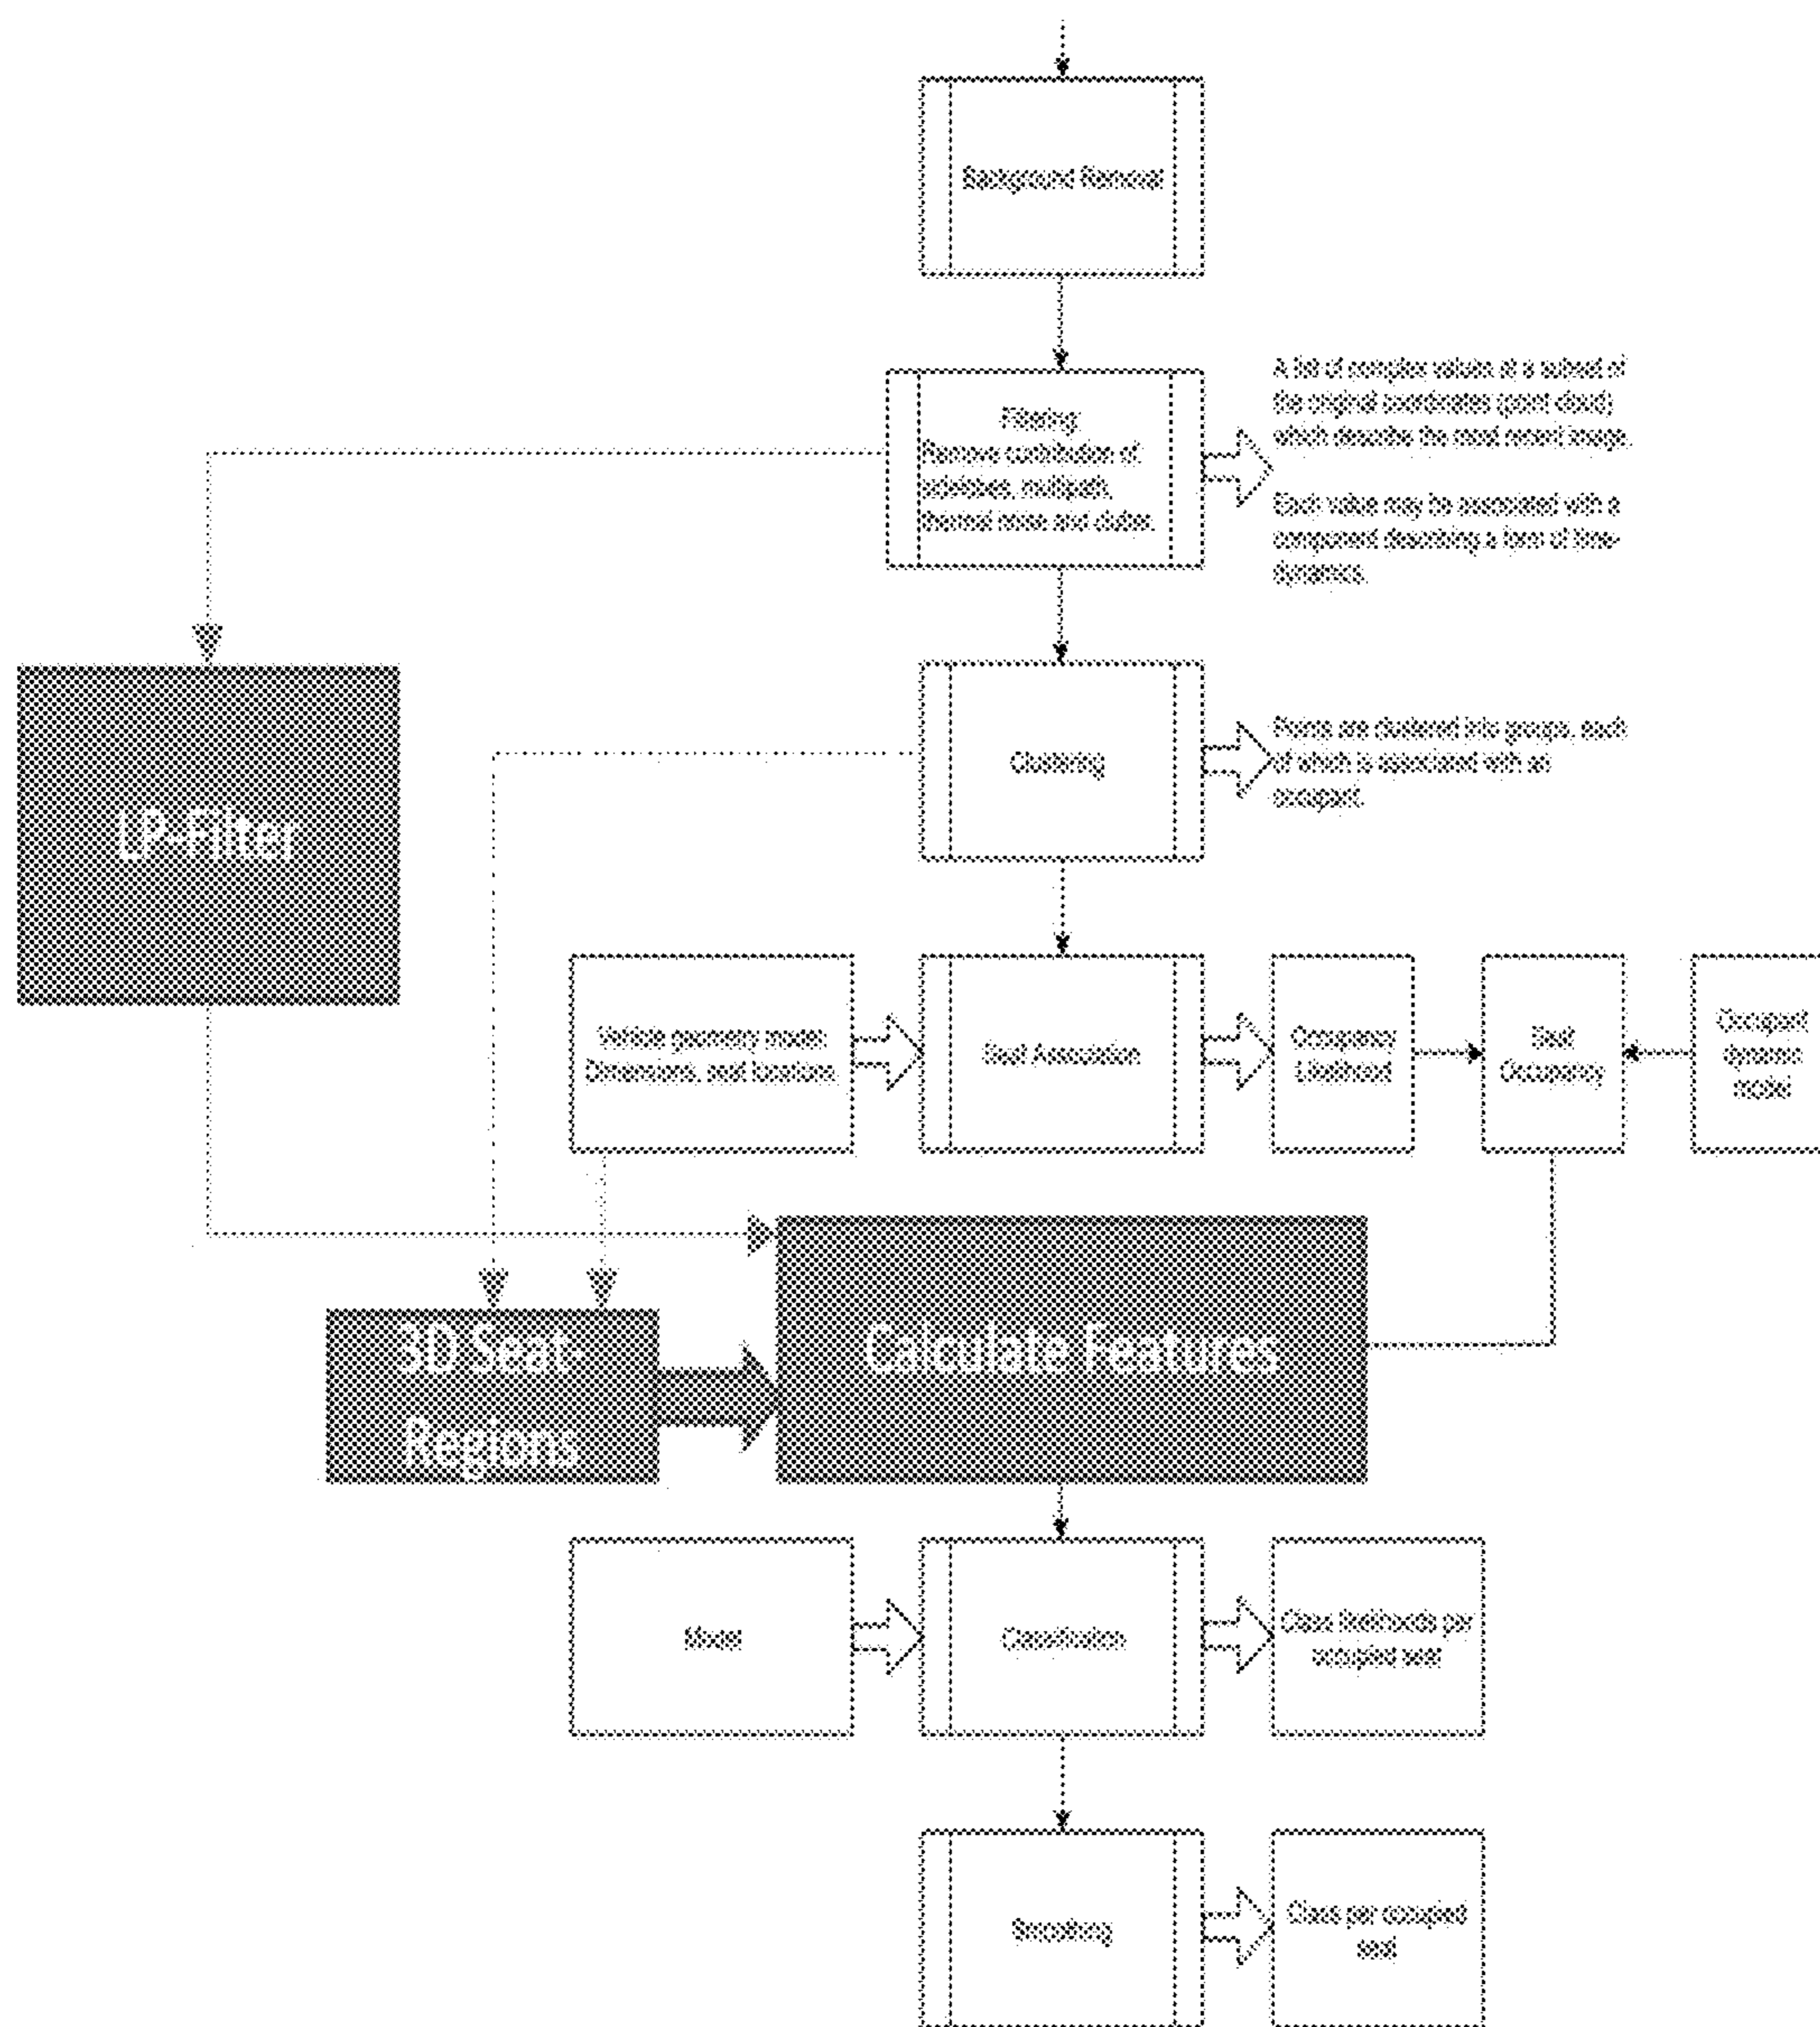 Background Removal
Filtering
Remove contribution of
sidelobes, multipath,
thermal noise and clutter.
A list of complex values at a subset of
the original coordinates (point cloud)
which describe the most recent image.
Each value may be associated with a
component describing a form of time-
dynamics.
LP-Filter
Clustering
Points are clustered into groups, each
of which is associated with an
occupant.
Vehicle geometry model:
Dimensions, seat locations.
Seat Association
Occupancy
Likelihood
Seat
Occupancy
Occupant
dynamic
model
3D Seat-
Regions
Calculate Features
Model
Classification
Class likelihoods per
occupied seat
Smoothing
Class per occupied
seat